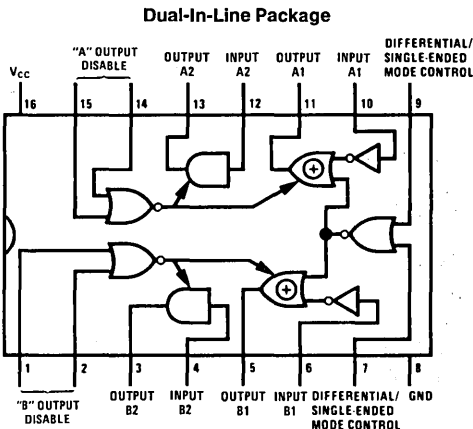 Dual-In-Line Package
VCC
"A" OUTPUT
DISABLE
OUTPUT
A2
INPUT
A2
OUTPUT
A1
INPUT
A1
DIFFERENTIAL/
SINGLE-ENDED
MODE CONTROL
16 15 14 13 12 11 10 9
1 2 3 4 5 6 7 8
"B" OUTPUT
DISABLE
OUTPUT
B2
INPUT
B2
OUTPUT
B1
INPUT
B1
DIFFERENTIAL/
SINGLE-ENDED
MODE CONTROL
GND